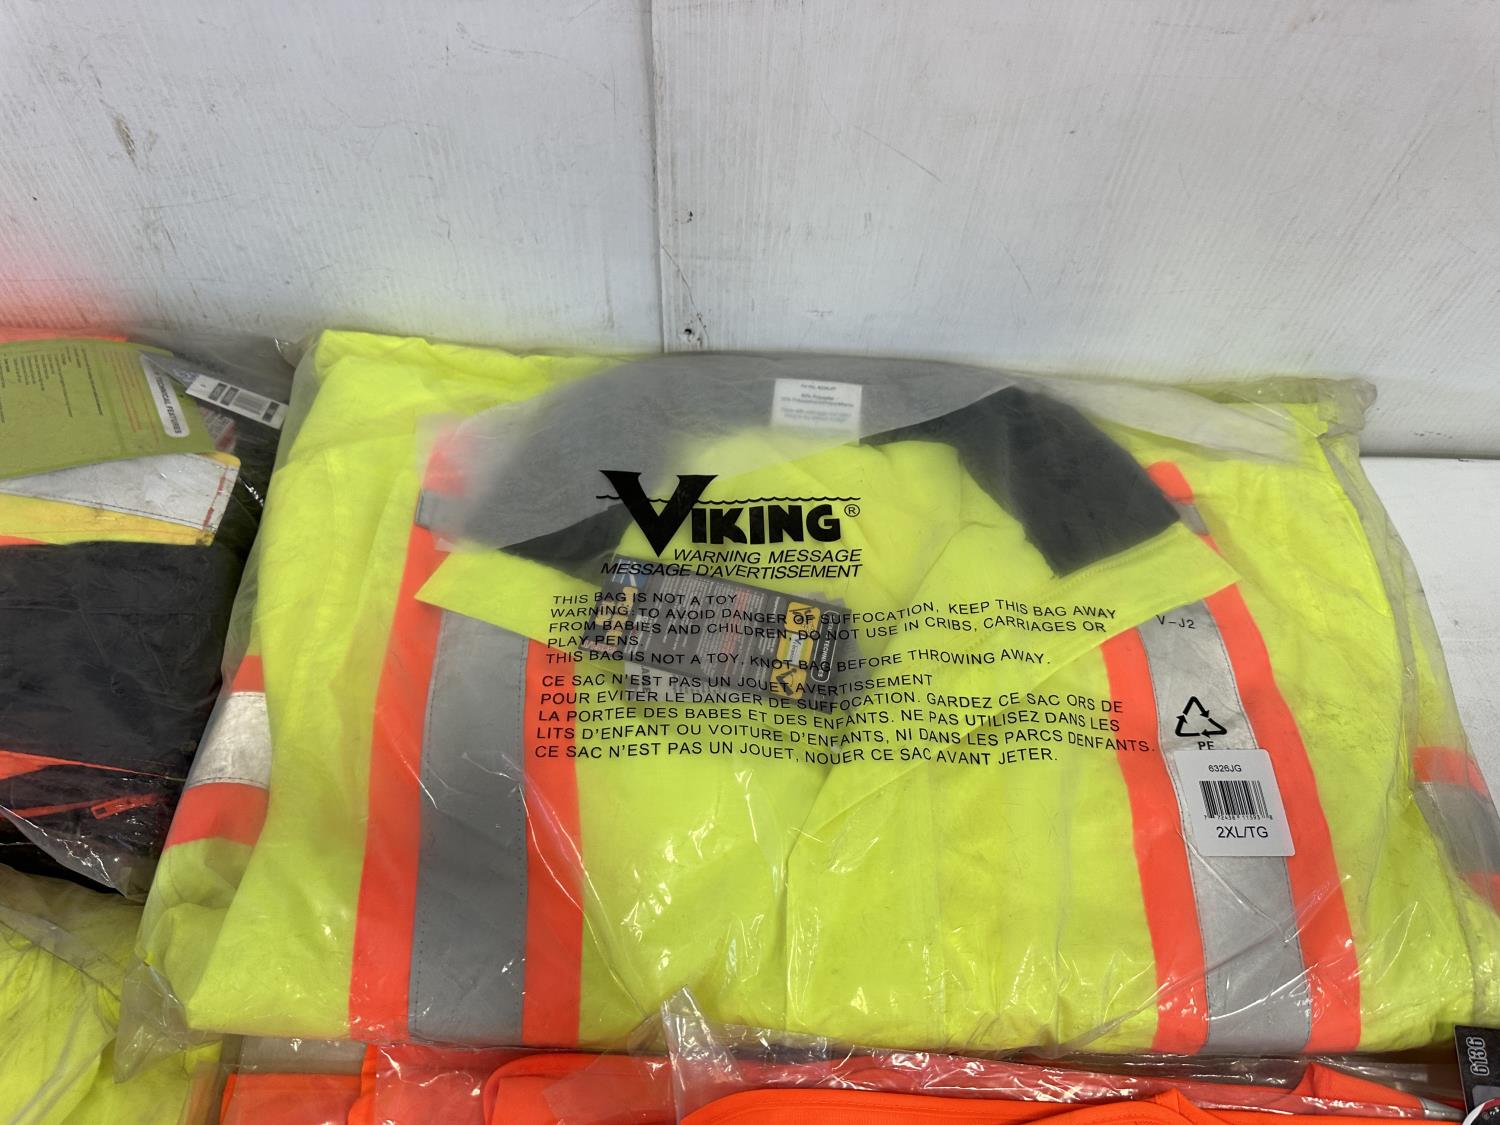 TECHNICAL FEATURES
VIKING®
WARNING MESSAGE
MESSAGE D'AVERTISSEMENT
THIS BAG IS NOT A TOY
WARNING: TO AVOID DANGER OF SUFFOCATION, KEEP THIS BAG AWAY
FROM BABIES AND CHILDREN, DO NOT USE IN CRIBS, CARRIAGES OR
PLAY PENS.
THIS BAG IS NOT A TOY, KNOT BAG BEFORE THROWING AWAY.
CE SAC N'EST PAS UN JOUET AVERTISSEMENT
POUR EVITER LE DANGER DE SUFFOCATION. GARDEZ CE SAC ORS DE
LA PORTEE DES BABES ET DES ENFANTS. NE PAS UTILISEZ DANS LES
LITS D'ENFANT OU VOITURE D'ENFANTS, NI DANS LES PARCS DENFANTS.
CE SAC N'EST PAS UN JOUET, NOUER CE SAC AVANT JETER.
V-J2
PE
6326JG
2XL/TG
6136